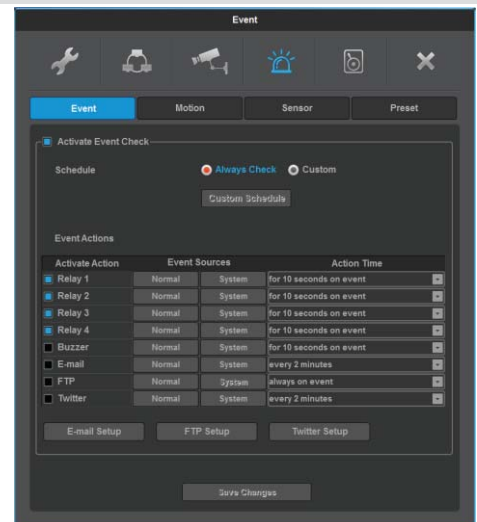 Event
Event Motion Sensor Preset
Activate Event Check
Schedule Always Check Custom
Custom Schedule
Event Actions
Activate Action Event Sources Action Time
Relay 1 Normal System for 10 seconds on event
Relay 2 Normal System for 10 seconds on event
Relay 3 Normal System for 10 seconds on event
Relay 4 Normal System for 10 seconds on event
Buzzer Normal System for 10 seconds on event
E-mail Normal System every 2 minutes
FTP Normal System always on event
Twitter Normal System every 2 minutes
E-mail Setup FTP Setup Twitter Setup
Save Changes